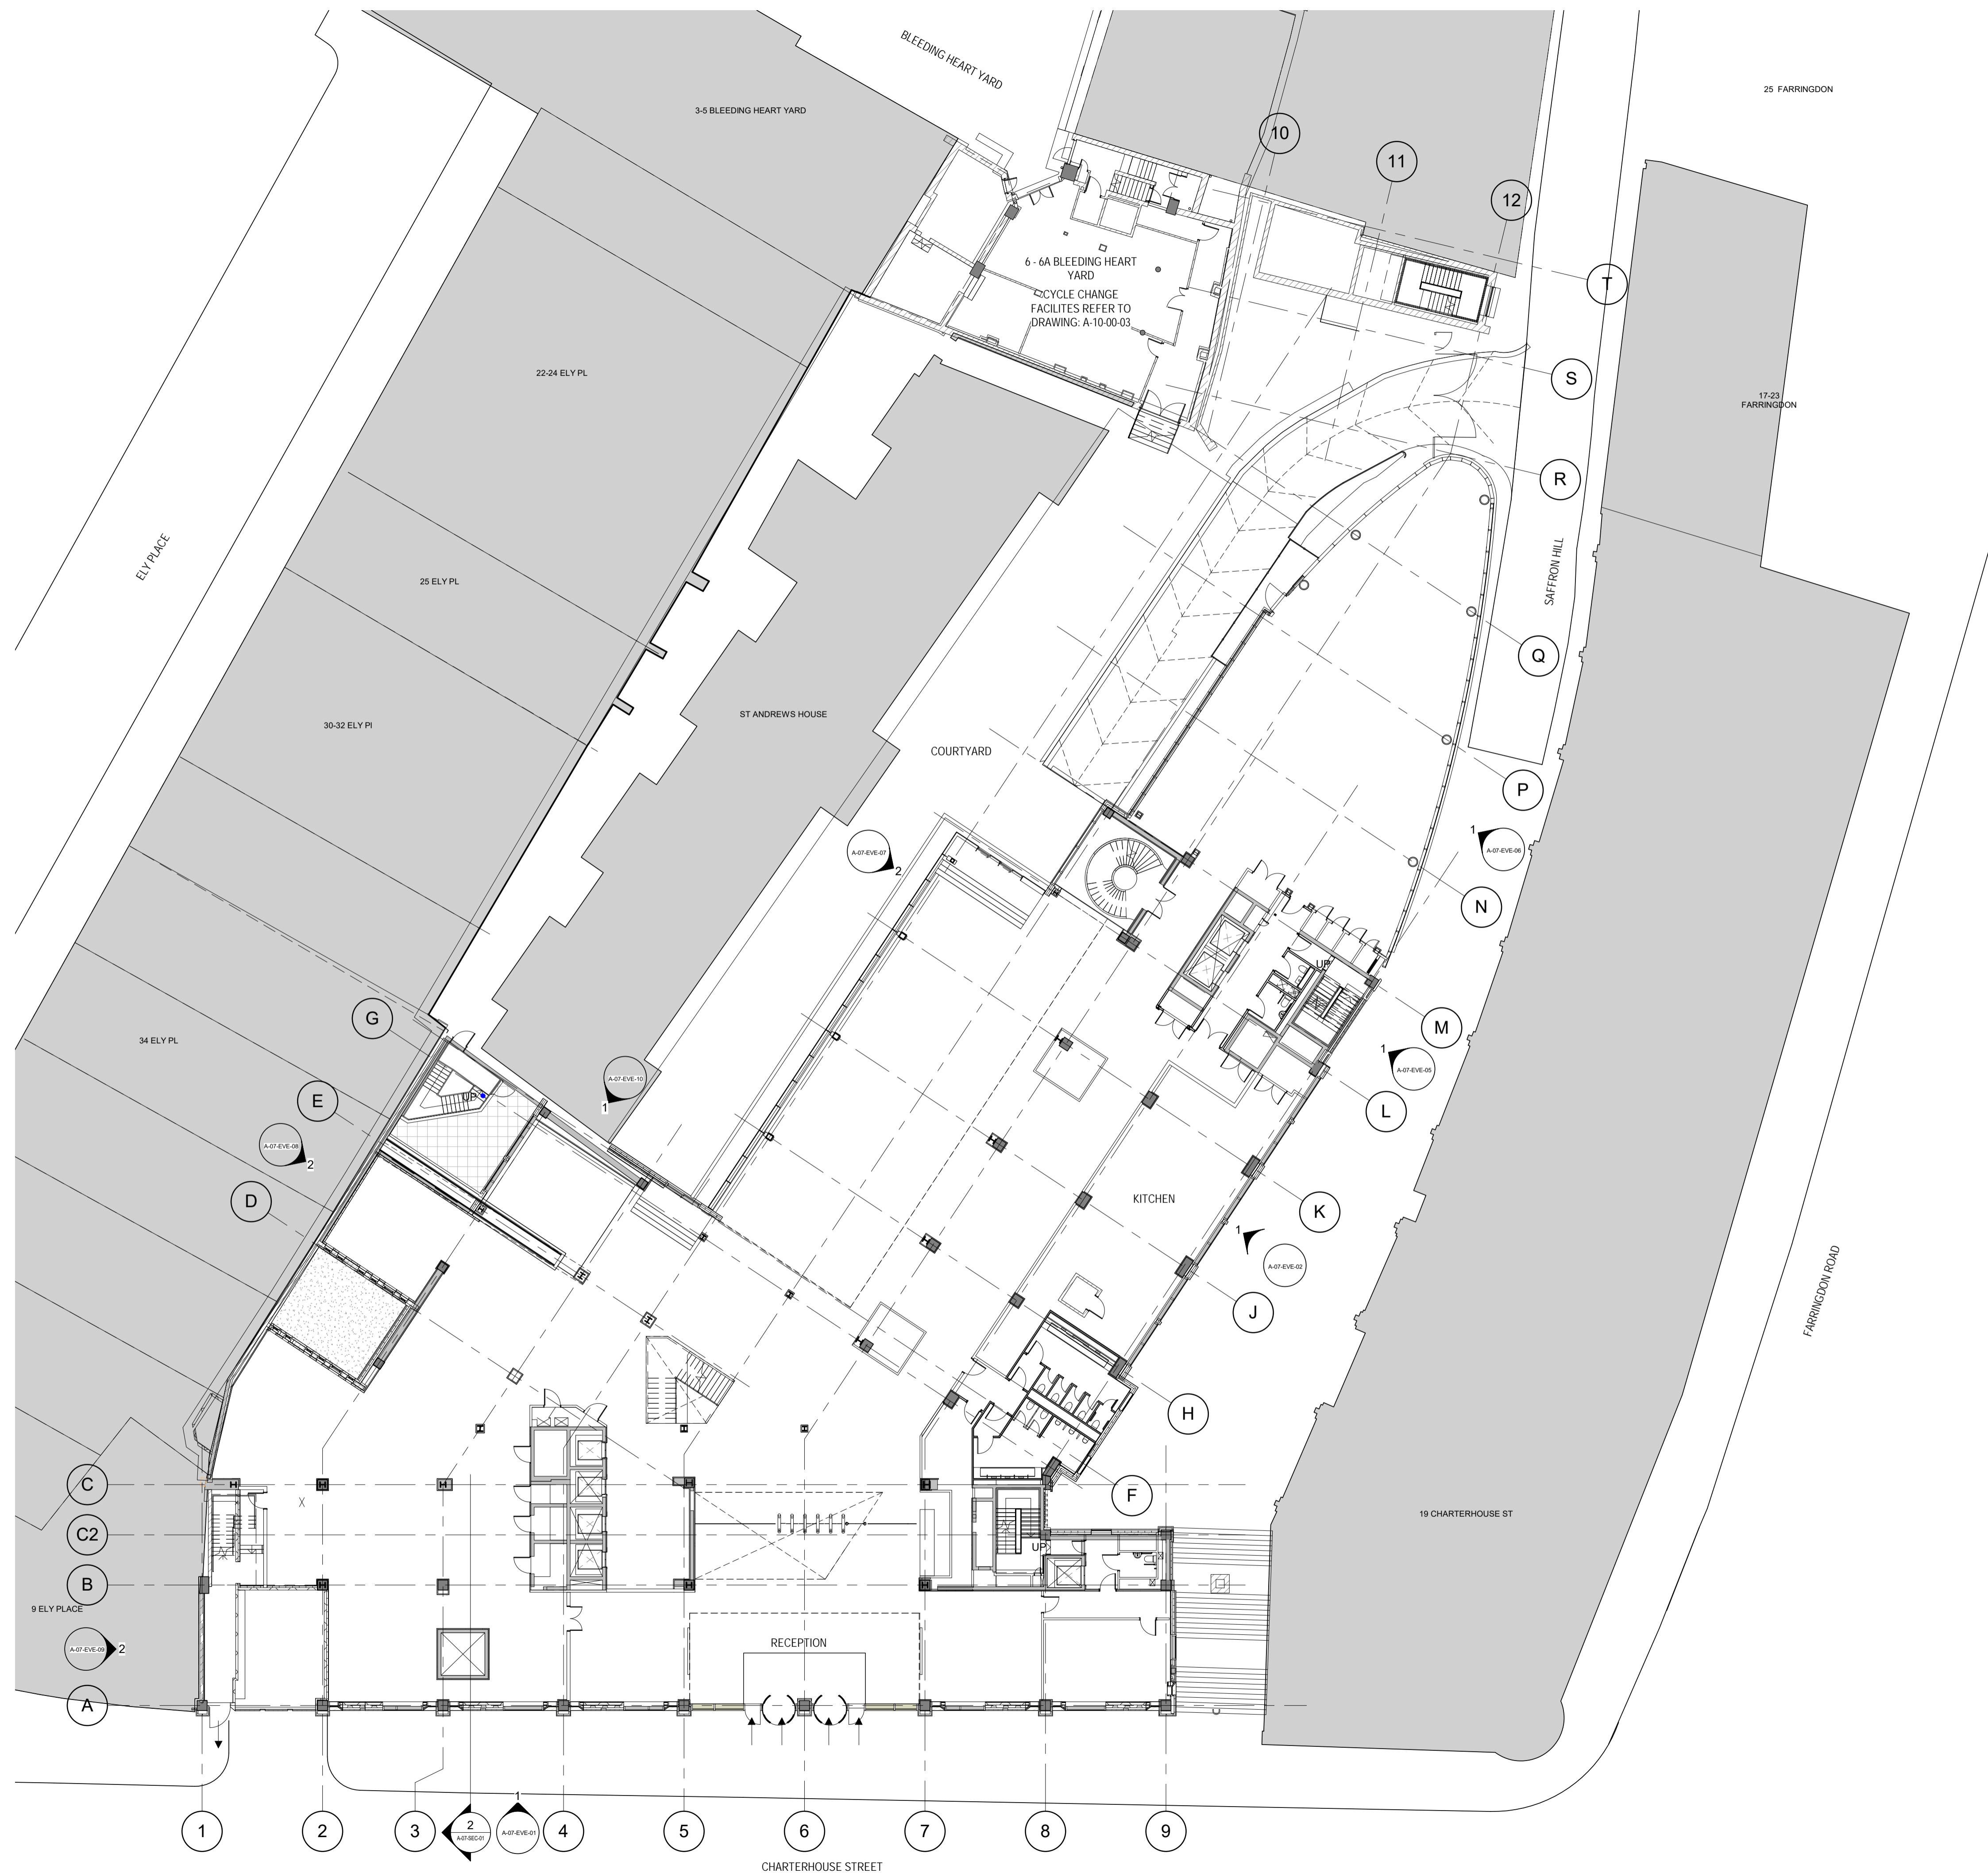 BLEEDING HEART YARD
25 FARRINGDON
3-5 BLEEDING HEART YARD
10
11
12
6 - 6A BLEEDING HEART
YARD
CYCLE CHANGE
FACILITES REFER TO
DRAWING: A-10-00-03
T
S
22-24 ELY PL
17-23
FARRINGDON
R
ELY PLACE
25 ELY PL
SAFFRON HILL
Q
30-32 ELY Pl
ST ANDREWS HOUSE
COURTYARD
P
A-07-EVE-07
2
1
A-07-EVE-06
N
UP
G
M
34 ELY PL
1
A-07-EVE-05
A-07-EVE-10
1
UP
E
L
A-07-EVE-08
2
D
KITCHEN
K
1
A-07-EVE-02
J
FARRINGDON ROAD
H
C
F
19 CHARTERHOUSE ST
C2
UP
B
9 ELY PLACE
A-07-EVE-09
2
RECEPTION
A
1
2
3
2
A-07-SEC-01
1
A-07-EVE-01
4
5
6
7
8
9
CHARTERHOUSE STREET